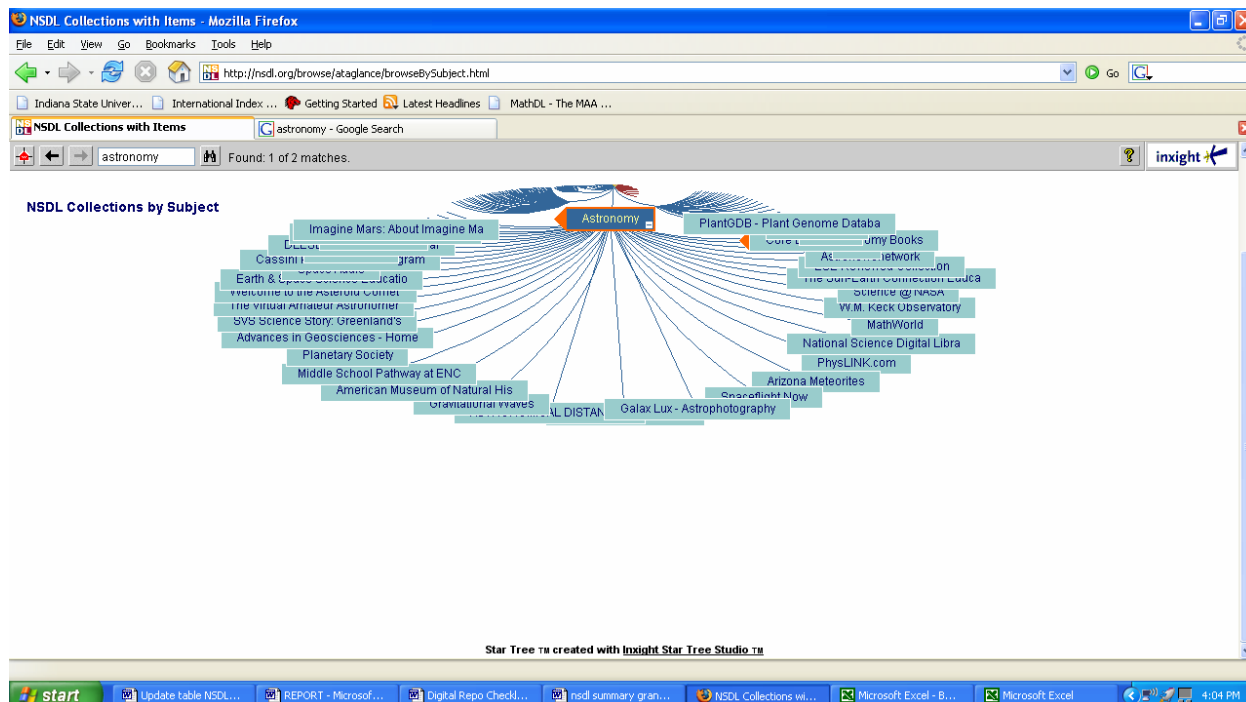 NSDL Collections with Items - Mozilla Firefox
File Edit View Go Bookmarks Tools Help
http://nsdl.org/browse/ataglance/browseBySubject.html Go G
Indiana State Univer... International Index ... Getting Started Latest Headlines MathDL - The MAA ...
NSDL Collections with Items astronomy - Google Search
astronomy Found: 1 of 2 matches. ? inxight
NSDL Collections by Subject
Astronomy
Imagine Mars: About Imagine Ma
Cassini gram
Earth & Space Science Educatio
Welcome to the Asteroid Comet
The Virtual Amateur Astronomer
SVS Science Story: Greenland's
Advances in Geosciences - Home
Planetary Society
Middle School Pathway at ENC
American Museum of Natural His
Gravitational Waves
AL DISTAN
Galax Lux - Astrophotography
PlantGDB - Plant Genome Databa
omy Books
network
The Sun-Earth Connection Educa
Science @ NASA
W.M. Keck Observatory
MathWorld
National Science Digital Libra
PhysLINK.com
Arizona Meteorites
Spaceflight Now
Star Tree TM created with Inxight Star Tree Studio TM
start Update table NSDL... REPORT - Microsof... Digital Repo Checkl... nsdl summary gran... NSDL Collections wi... Microsoft Excel - B... Microsoft Excel 4:04 PM